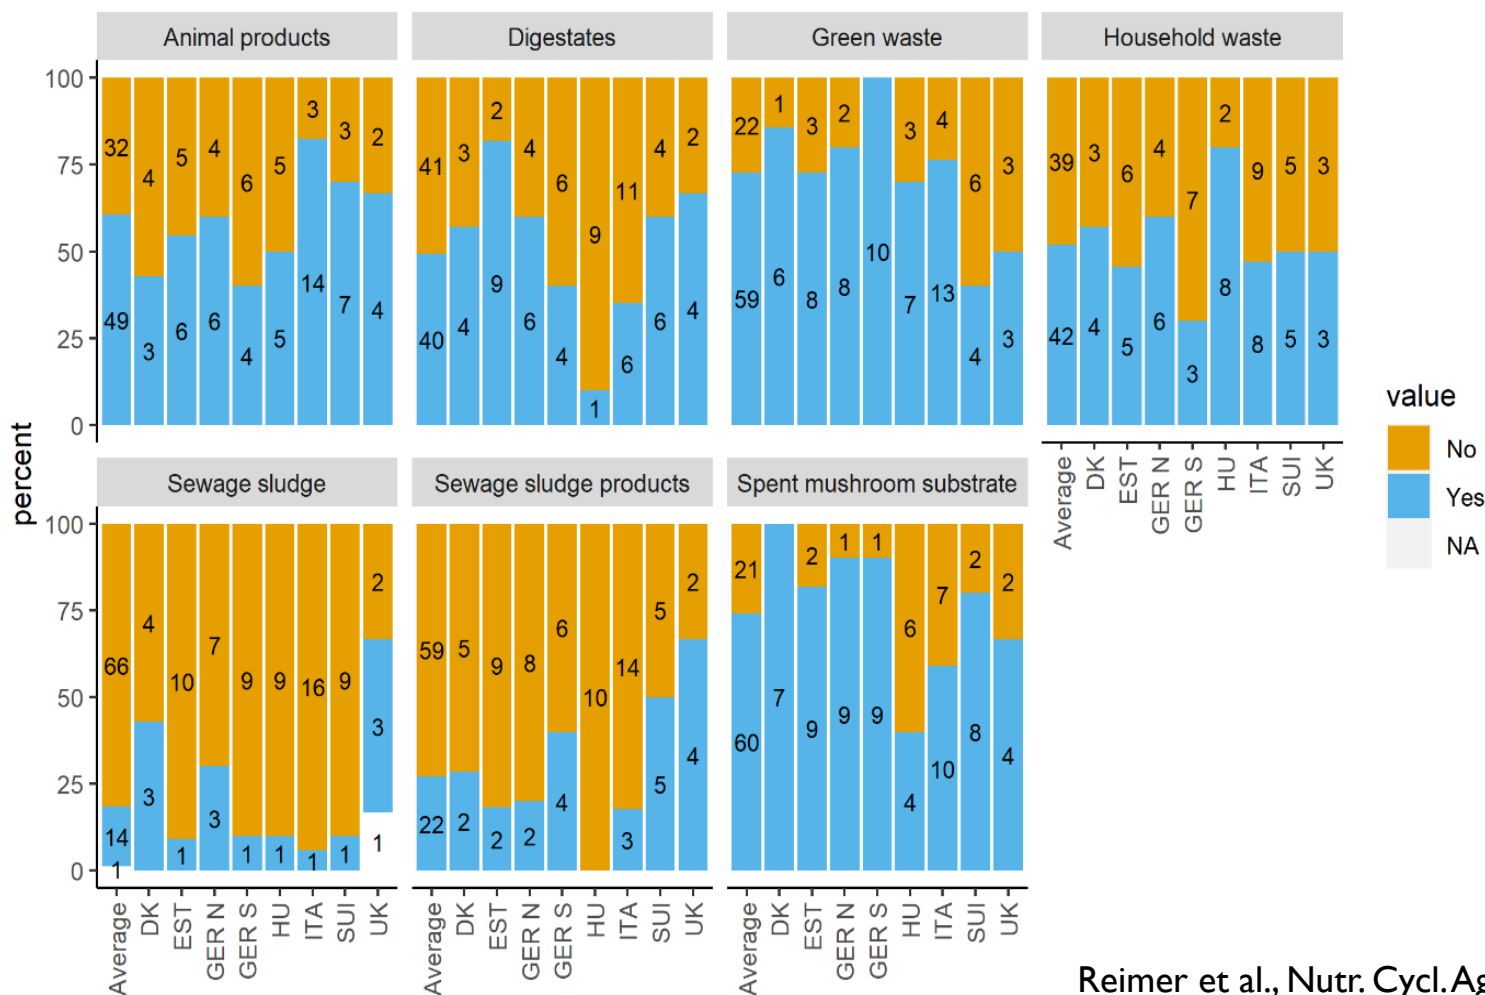 Animal products Digestates Green waste Household waste
100
75
50
25
0
32 4 5 4 6 5 3 3 2
49 3 6 6 4 5 14 7 4
41 3 2 4 6 9 11 4 2
40 4 9 6 4 1 6 6 4
22 1 3 2 3 4 6 3
59 6 8 8 10 7 13 4 3
39 3 6 4 7 2 9 5 3
42 4 5 6 3 8 8 5 3
Average DK EST GER N GER S HU ITA SUI UK
percent
value
No
Yes
NA
Sewage sludge Sewage sludge products Spent mushroom substrate
100
75
50
25
0
66 4 10 7 9 9 16 9 2
14 3 1 3 1 1 1 1 3
1 1
59 5 9 8 6 10 14 5 2
22 2 2 2 4 3 5 4
21 2 1 1 6 7 2 2
60 7 9 9 9 4 10 8 4
Average DK EST GER N GER S HU ITA SUI UK
Average DK EST GER N GER S HU ITA SUI UK
Average DK EST GER N GER S HU ITA SUI UK
Reimer et al., Nutr. Cycl. Ag